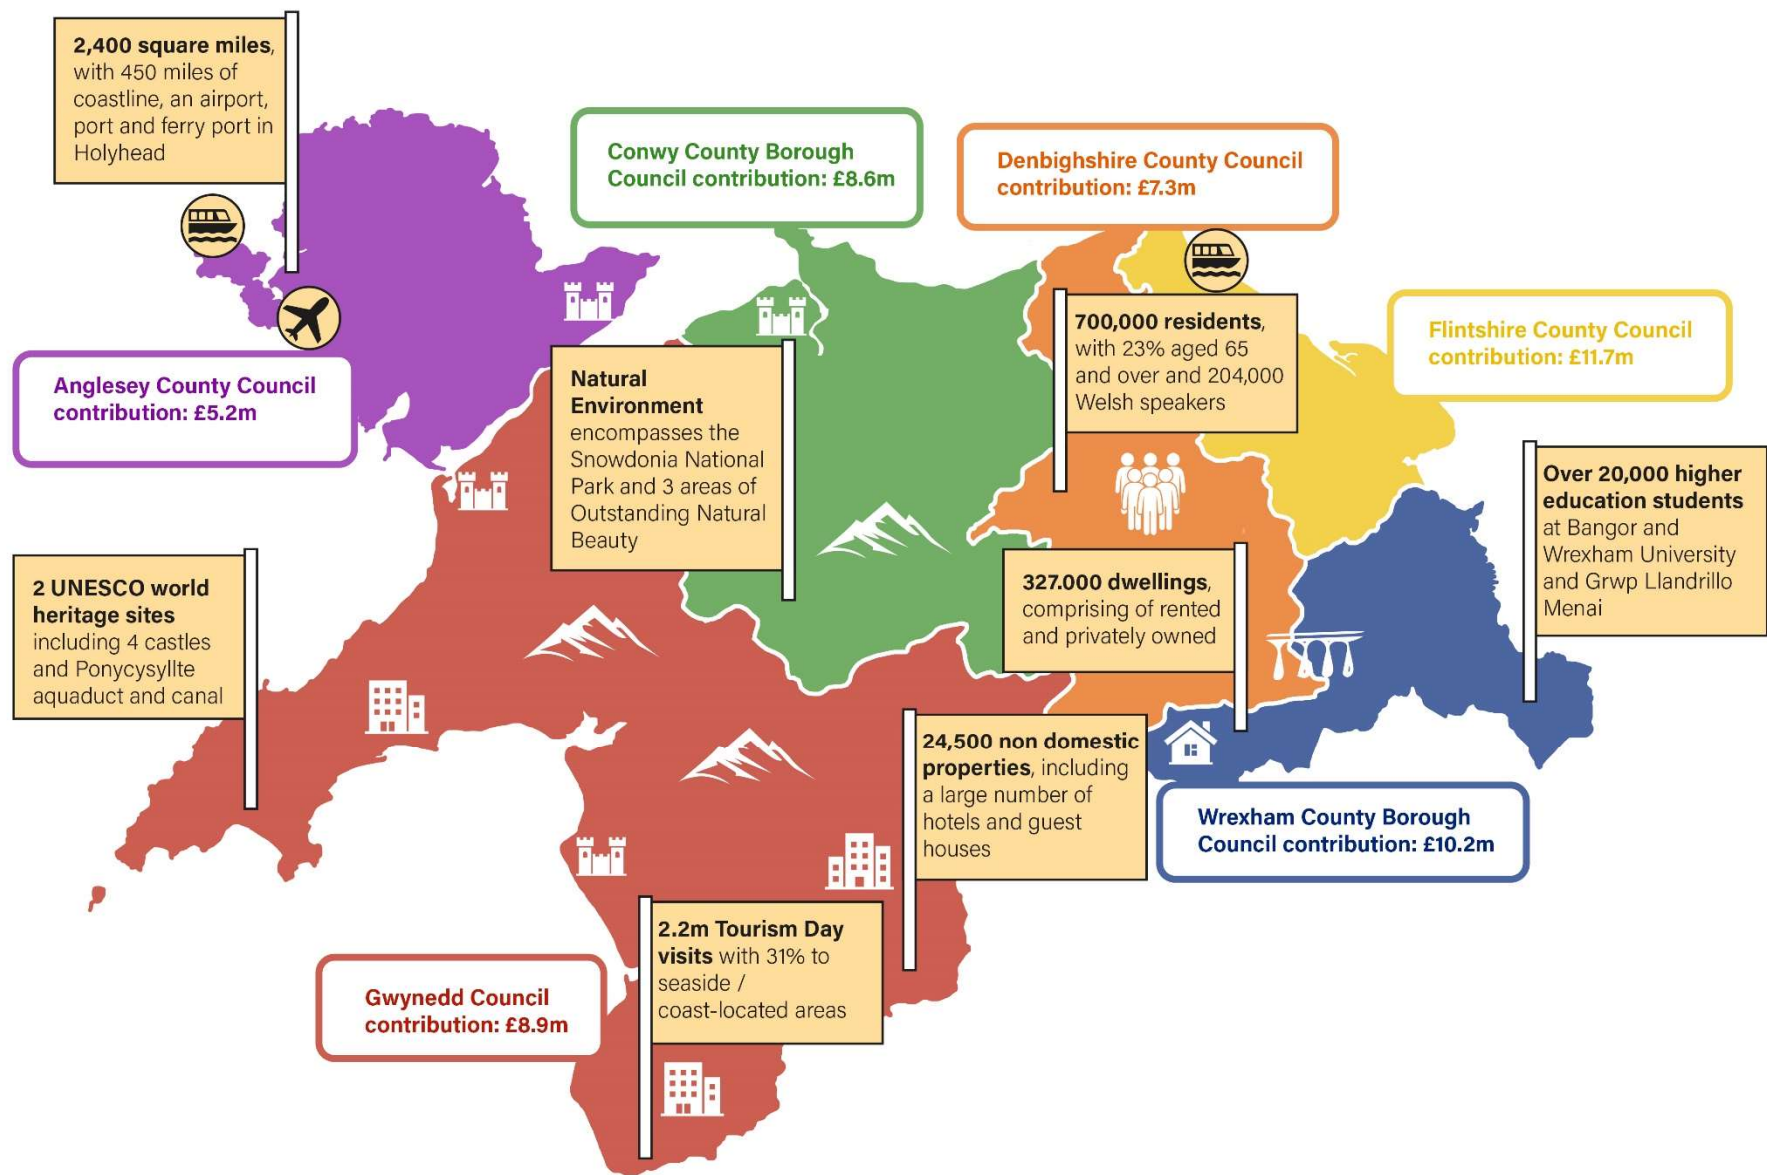 2,400 square miles,
with 450 miles of
coastline, an airport,
port and ferry port in
Holyhead
Conwy County Borough
Council contribution: £8.6m
Denbighshire County Council
contribution: £7.3m
700,000 residents,
with 23% aged 65
and over and 204,000
Welsh speakers
Flintshire County Council
contribution: £11.7m
Anglesey County Council
contribution: £5.2m
Natural
Environment
encompasses the
Snowdonia National
Park and 3 areas of
Outstanding Natural
Beauty
Over 20,000 higher
education students
at Bangor and
Wrexham University
and Grwp Llandrillo
Menai
2 UNESCO world
heritage sites
including 4 castles
and Ponycysyllte
aquaduct and canal
327.000 dwellings,
comprising of rented
and privately owned
24,500 non domestic
properties, including
a large number of
hotels and guest
houses
Wrexham County Borough
Council contribution: £10.2m
2.2m Tourism Day
visits with 31% to
seaside /
coast-located areas
Gwynedd Council
contribution: £8.9m